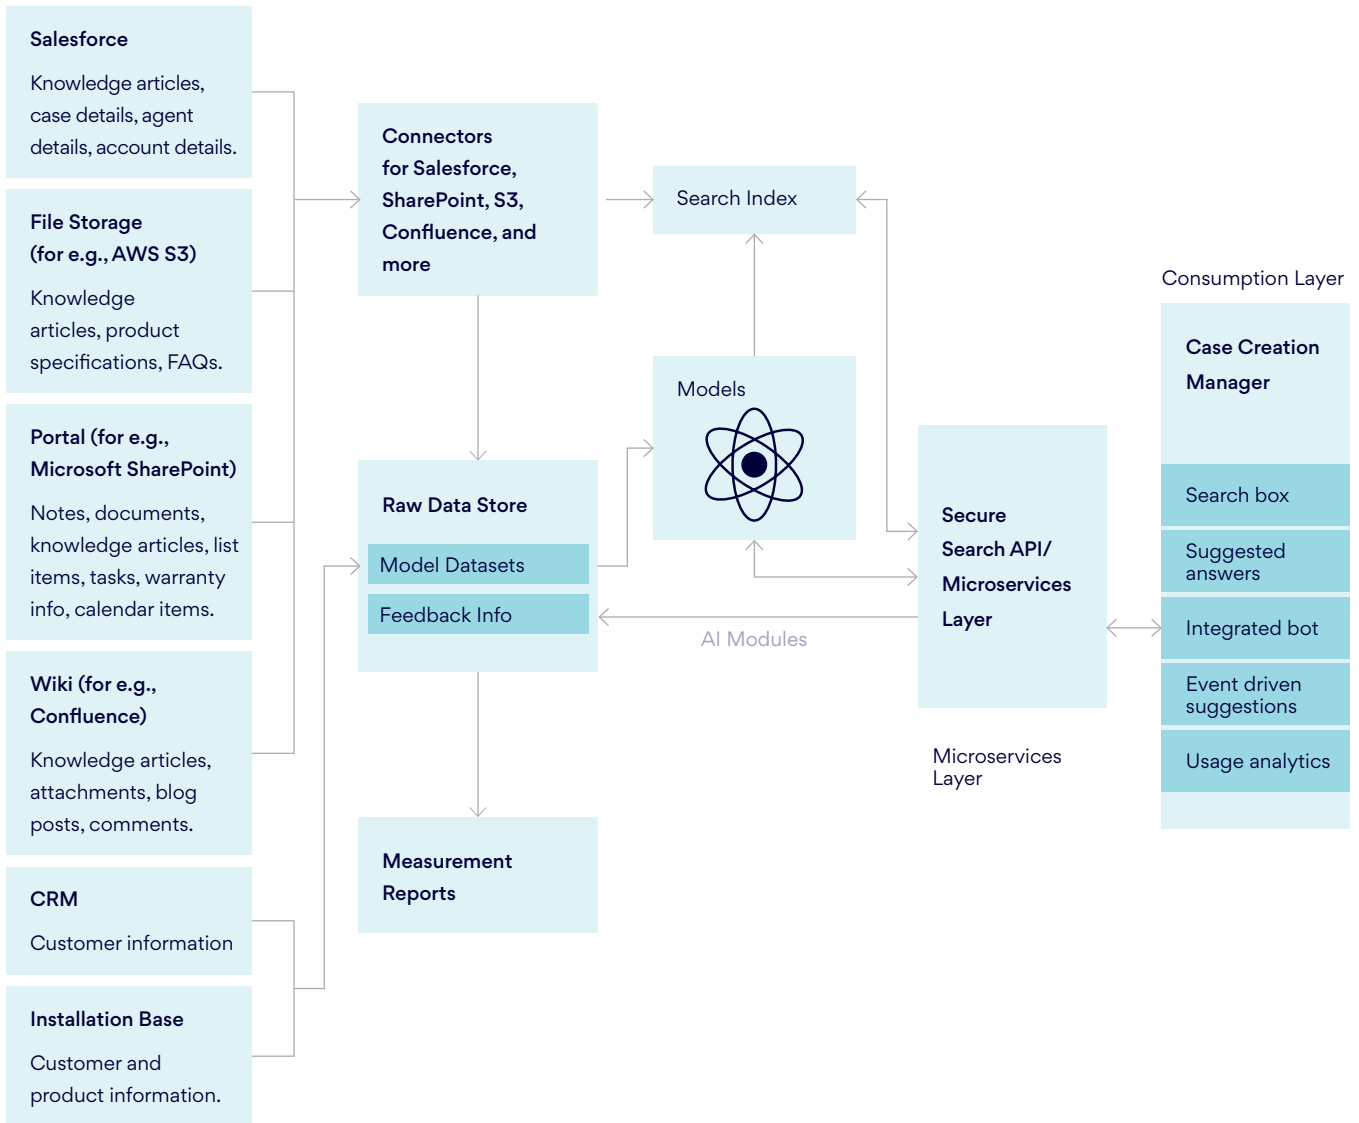 Salesforce
Knowledge articles,
case details, agent
details, account details.
File Storage
(for e.g., AWS S3)
Knowledge
articles, product
specifications, FAQs.
Portal (for e.g.,
Microsoft SharePoint)
Notes, documents,
knowledge articles, list
items, tasks, warranty
info, calendar items.
Wiki (for e.g.,
Confluence)
Knowledge articles,
attachments, blog
posts, comments.
CRM
Customer information
Installation Base
Customer and
product information.
Connectors
for Salesforce,
SharePoint, S3,
Confluence, and
more
Raw Data Store
Model Datasets
Feedback Info
Measurement
Reports
Search Index
Models
AI Modules
Secure
Search API/
Microservices
Layer
Microservices
Layer
Consumption Layer
Case Creation
Manager
Search box
Suggested
answers
Integrated bot
Event driven
suggestions
Usage analytics